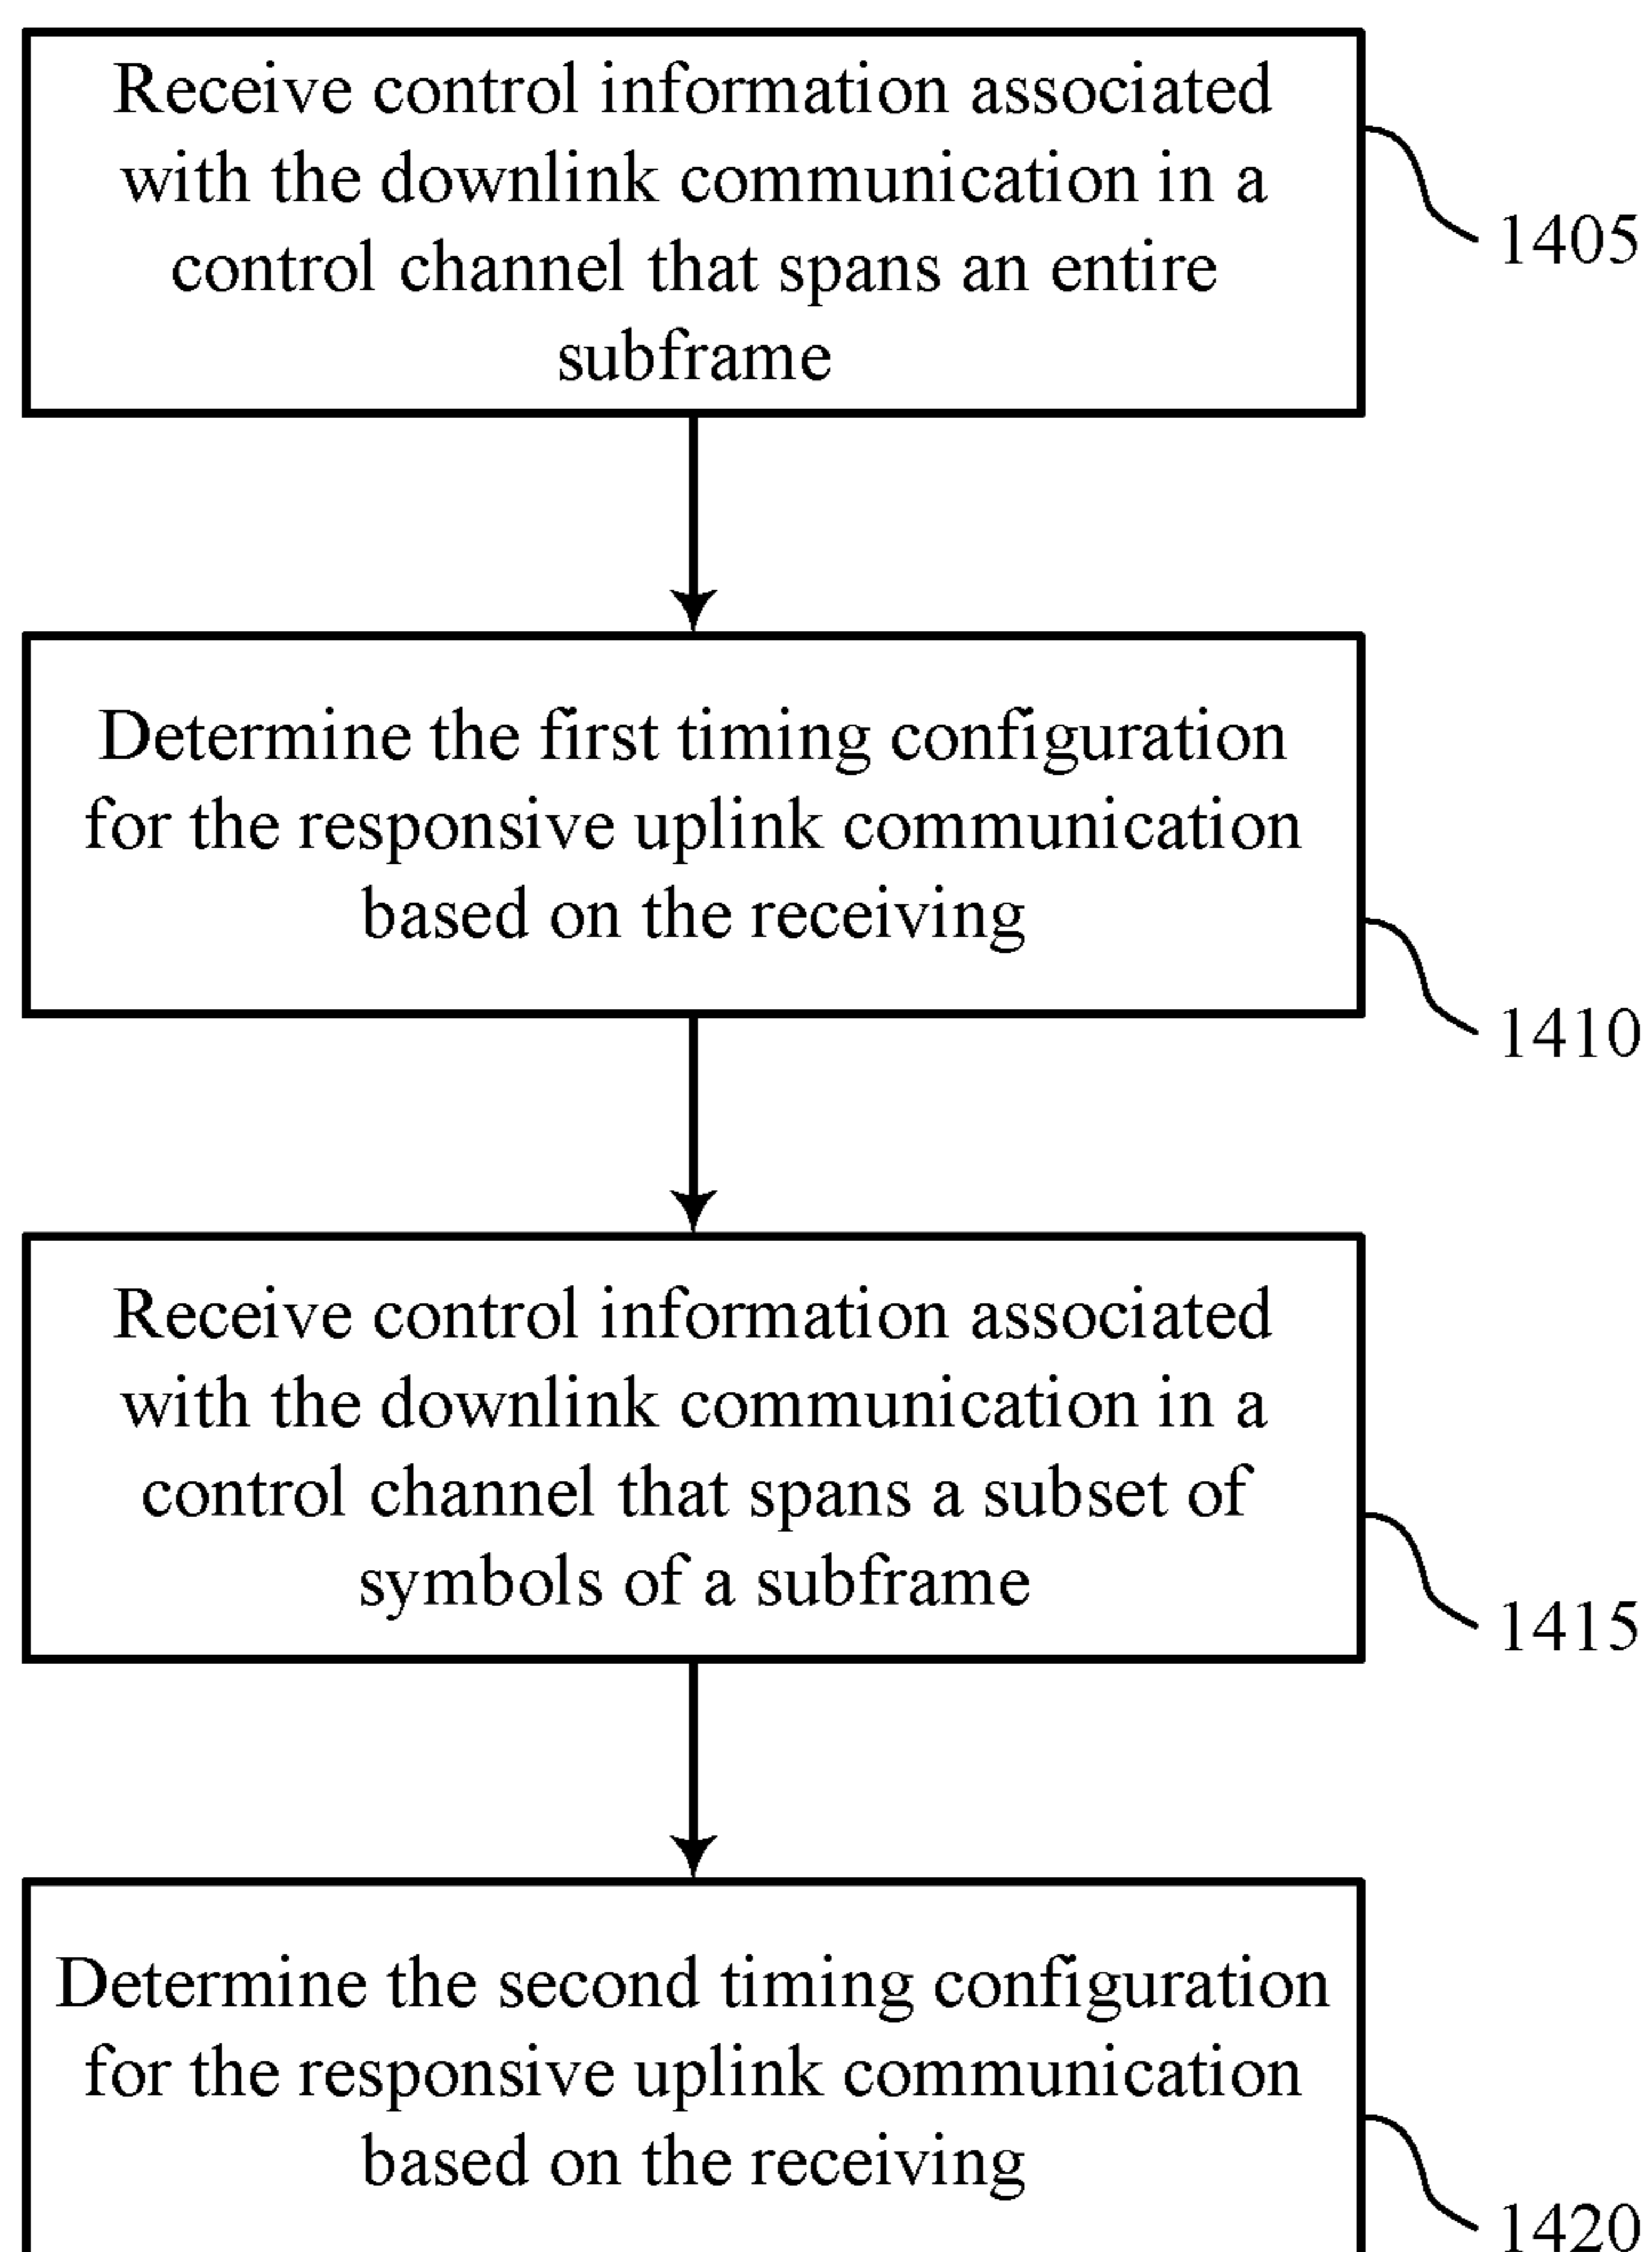 Receive control information associated
with the downlink communication in a
control channel that spans an entire
subframe
1405
Determine the first timing configuration
for the responsive uplink communication
based on the receiving
1410
Receive control information associated
with the downlink communication in a
control channel that spans a subset of
symbols of a subframe
1415
Determine the second timing configuration
for the responsive uplink communication
based on the receiving
1420